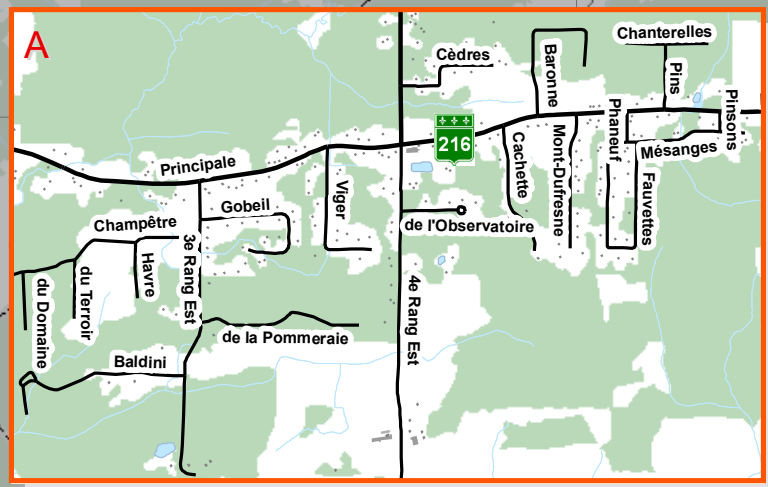 A
Chanterelles
Cèdres
Baronne
Pins
Pinsons
Phaneuf
216
Mésanges
Principale
Cachette
Mont-Dufresne
Fauvettes
Viger
Gobeil
Champêtre
de l'Observatoire
3e Rang Est
Havre
du Terroir
du Domaine
4e Rang Est
de la Pommeraie
Baldini